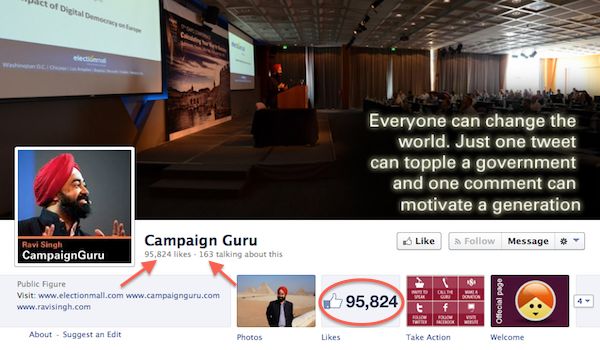 pact of Digital Democracy on Europe
electionmall
Washington D.C. / Chicago / Los Angeles /
electionmall
Everyone can change the
world. Just one tweet
can topple a government
and one comment can
motivate a generation
Ravi Singh
CampaignGuru
Campaign Guru
95,824 likes · 163 talking about this
Like
Follow
Message
Public Figure
Visit: www.electionmall.com www.campaignguru.com
www.ravisingh.com
About · Suggest an Edit
95,824
INVITE TO SPEAK
CALL THE GURU
MAKE A DONATION
FOLLOW TWITTER
FOLLOW FACEBOOK
VISIT WEBSITE
Official page
4
Photos
Likes
Take Action
Welcome